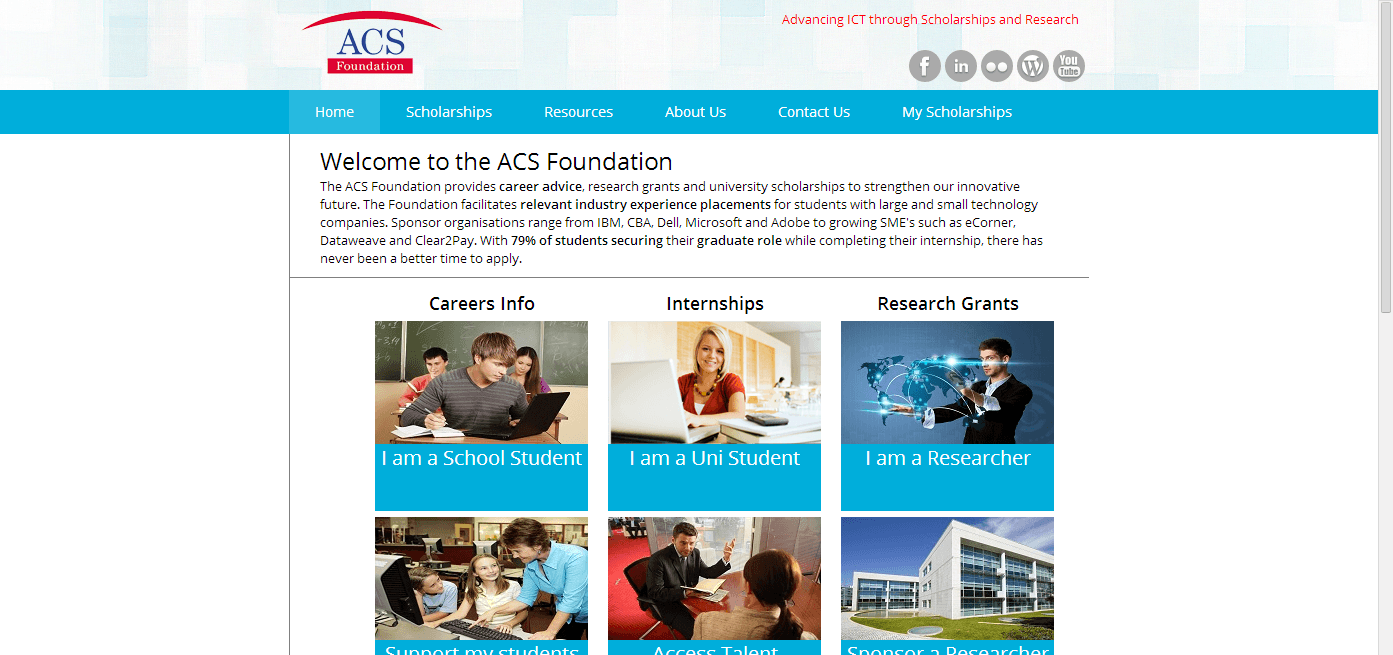 Advancing ICT through Scholarships and Research
ACS
Foundation
f in You Tube
Home Scholarships Resources About Us Contact Us My Scholarships
Welcome to the ACS Foundation
The ACS Foundation provides career advice, research grants and university scholarships to strengthen our innovative
future. The Foundation facilitates relevant industry experience placements for students with large and small technology
companies. Sponsor organisations range from IBM, CBA, Dell, Microsoft and Adobe to growing SME's such as eCorner,
Dataweave and Clear2Pay. With 79% of students securing their graduate role while completing their internship, there has
never been a better time to apply.
Careers Info Internships Research Grants
I am a School Student I am a Uni Student I am a Researcher
Support my students Access Talent Sponsor a Researcher